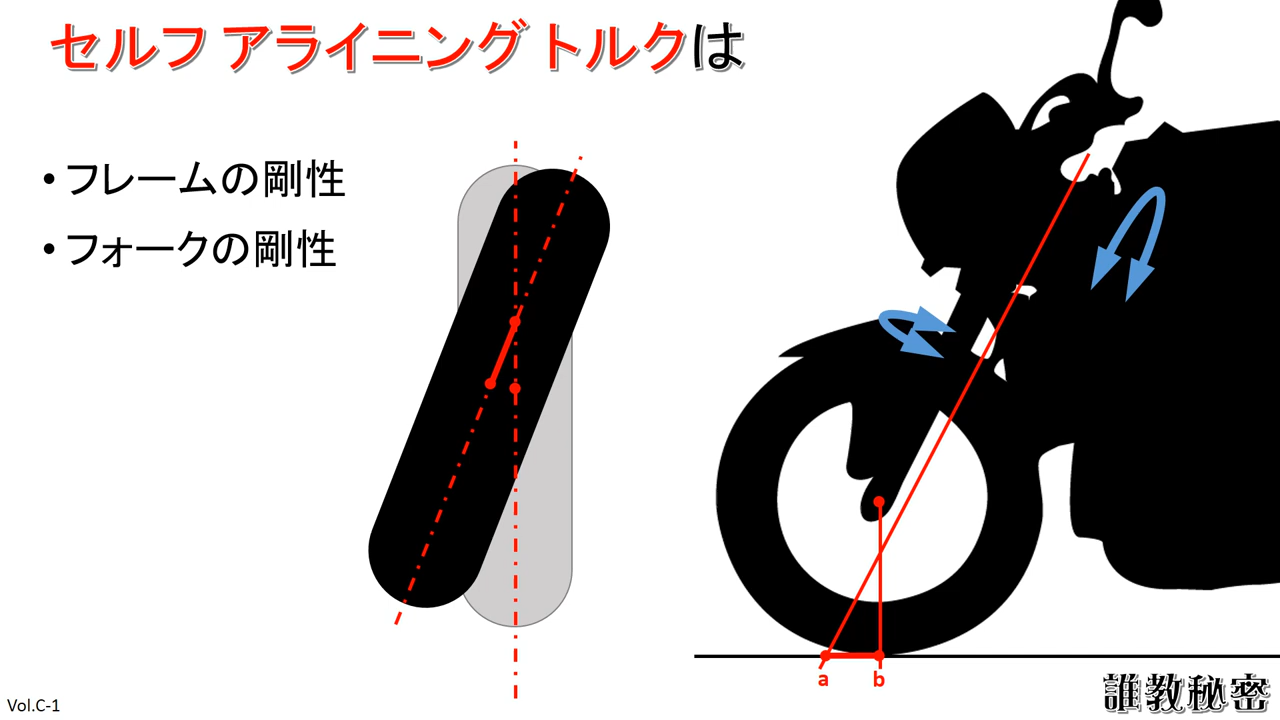 セルフ アライニング トルクは
• フレームの剛性
• フォークの剛性
a b
Vol.C-1
誰教秘密